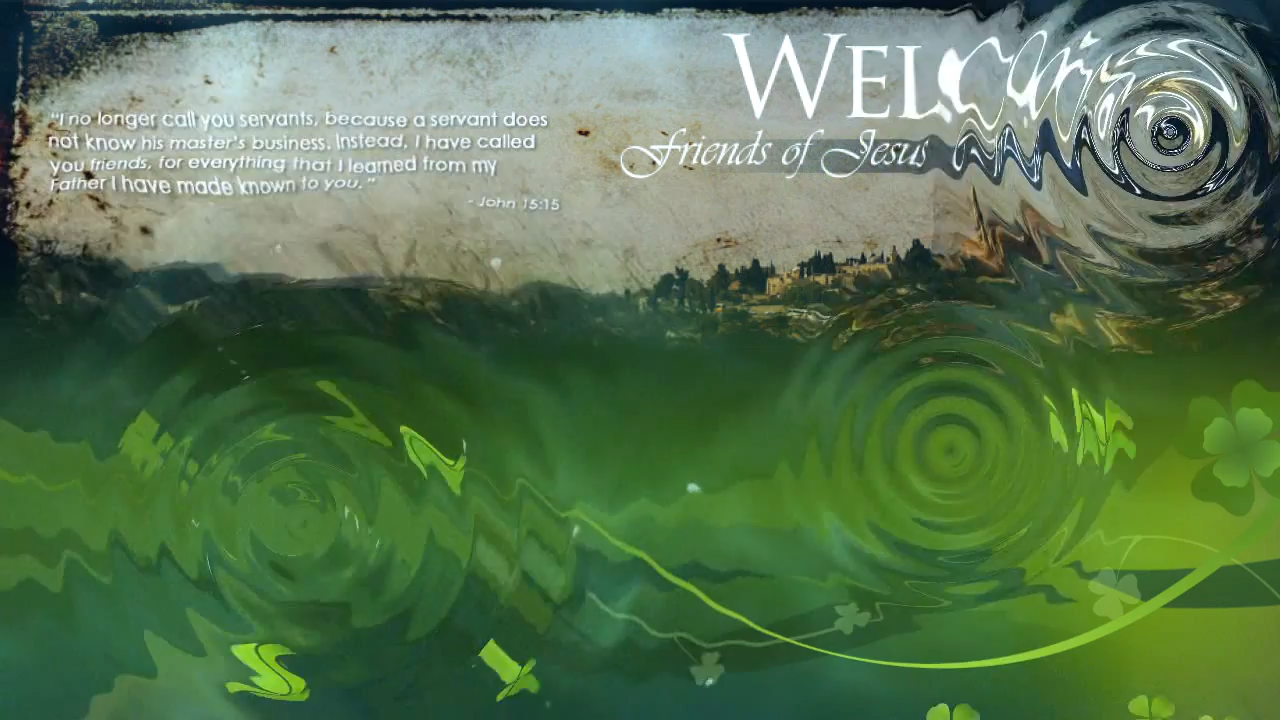 WEL
Friends of Jesus
"I no longer call you servants, because a servant does
not know his master's business. Instead, I have called
you friends, for everything that I learned from my
Father I have made known to you."
- John 15:15